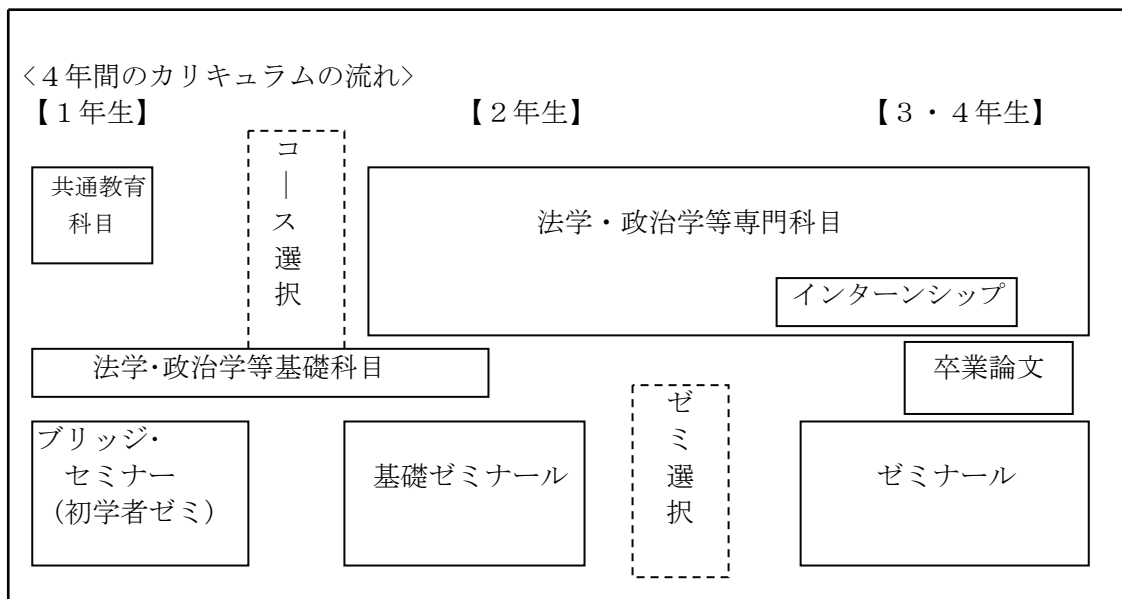 <４年間のカリキュラムの流れ>
【１年生】
【２年生】
【３・４年生】
コース選択
共通教育
科目
法学・政治学等専門科目
インターンシップ
法学･政治学等基礎科目
卒業論文
ゼミ選択
ブリッジ･
セミナー
(初学者ゼミ)
基礎ゼミナール
ゼミナール